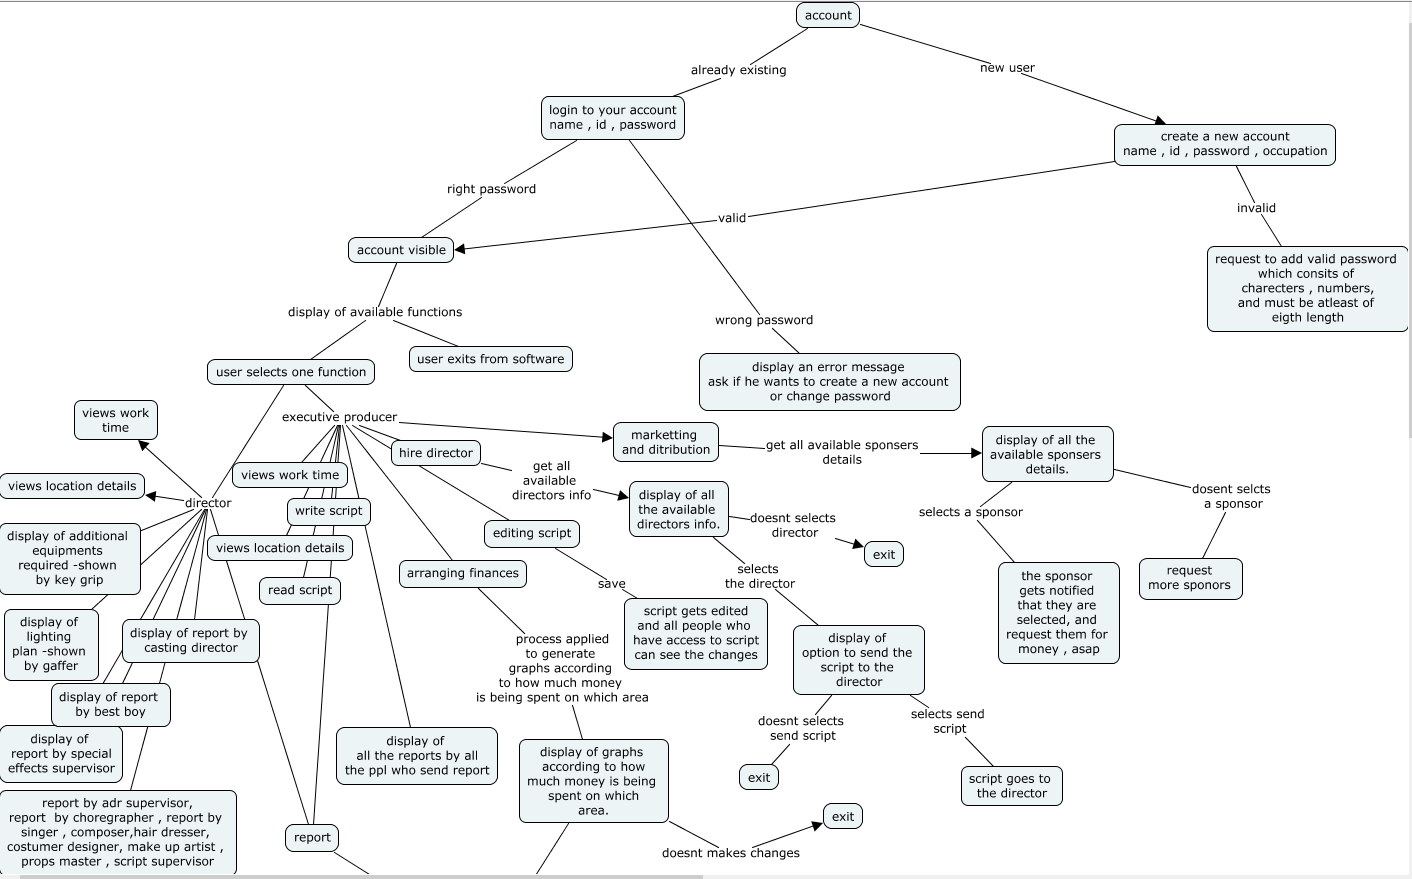 account
already existing
new user
login to your account
name , id , password
create a new account
name , id , password , occupation
right password
valid
invalid
account visible
request to add valid password
which consits of
charecters , numbers,
and must be atleast of
eigth length
display of available functions
wrong password
user selects one function
user exits from software
display an error message
ask if he wants to create a new account
or change password
views work
time
executive producer
marketting
and ditribution
get all available sponsers
details
display of all the
available sponsers
details.
hire director
get all
available
directors info
views work time
views location details
director
write script
display of all
the available
directors info.
doesnt selects
director
exit
selects a sponsor
dosent selcts
a sponsor
display of additional
equipments
required -shown
by key grip
views location details
editing script
arranging finances
selects
the director
the sponsor
gets notified
that they are
selected, and
request them for
money , asap
request
more sponors
read script
save
script gets edited
and all people who
have access to script
can see the changes
display of
lighting
plan -shown
by gaffer
display of report by
casting director
process applied
to generate
graphs according
to how much money
is being spent on which area
display of
option to send the
script to the
director
display of report
by best boy
doesnt selects
send script
selects send
script
display of
report by special
effects supervisor
display of
all the reports by all
the ppl who send report
display of graphs
according to how
much money is being
spent on which
area.
exit
script goes to
the director
report by adr supervisor,
report  by choregrapher , report by
singer , composer,hair dresser,
costumer designer, make up artist ,
props master , script supervisor
report
exit
doesnt makes changes